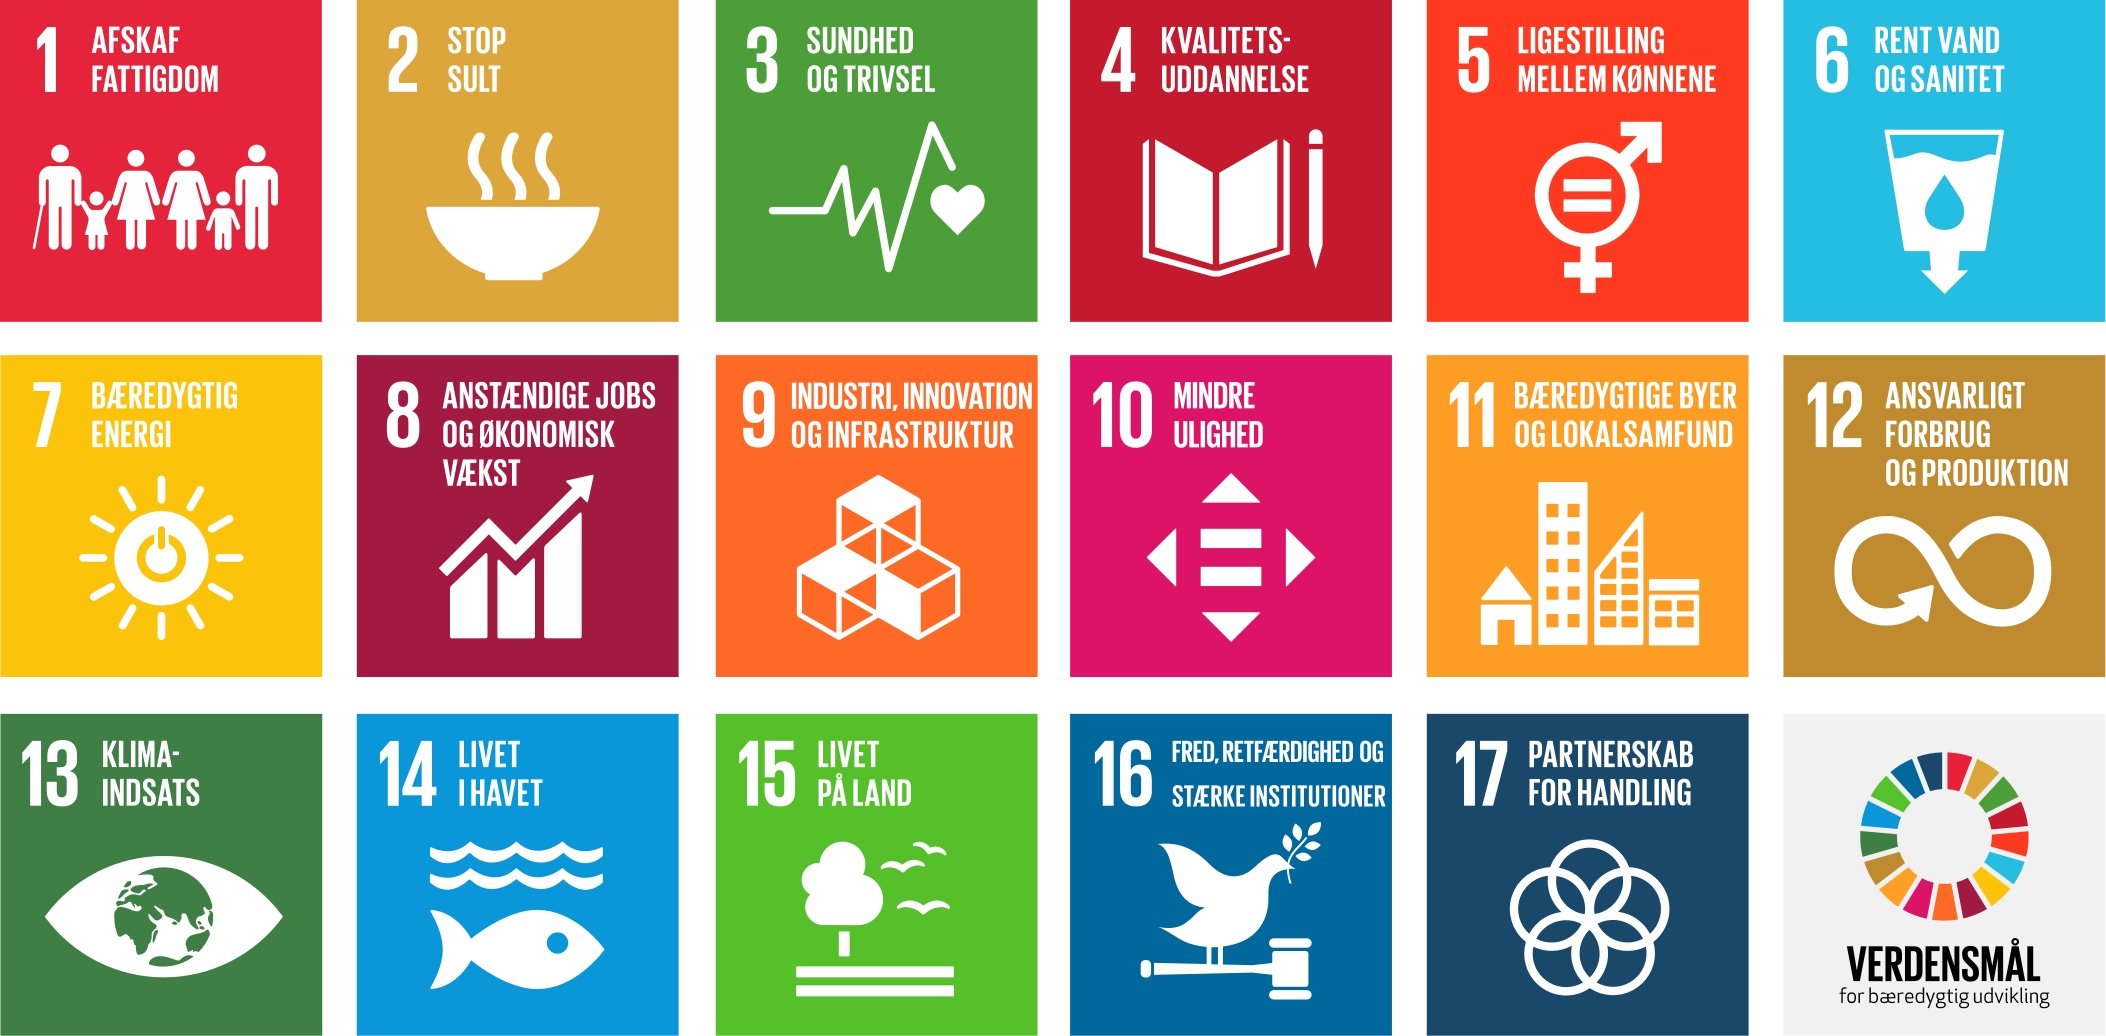 1 AFSKAF
FATTIGDOM
2 STOP
SULT
3 SUNDHED
OG TRIVSEL
4 KVALITETS-
UDDANNELSE
5 LIGESTILLING
MELLEM KØNNENE
6 RENT VAND
OG SANITET
7 BÆREDYGTIG
ENERGI
8 ANSTÆNDIGE JOBS
OG ØKONOMISK
VÆKST
9 INDUSTRI, INNOVATION
OG INFRASTRUKTUR
10 MINDRE
ULIGHED
11 BÆREDYGTIGE BYER
OG LOKALSAMFUND
12 ANSVARLIGT
FORBRUG
OG PRODUKTION
13 KLIMA-
INDSATS
14 LIVET
I HAVET
15 LIVET
PÅ LAND
16 FRED, RETFÆRDIGHED OG
STÆRKE INSTITUTIONER
17 PARTNERSKAB
FOR HANDLING
VERDENSMÅL
for bæredygtig udvikling